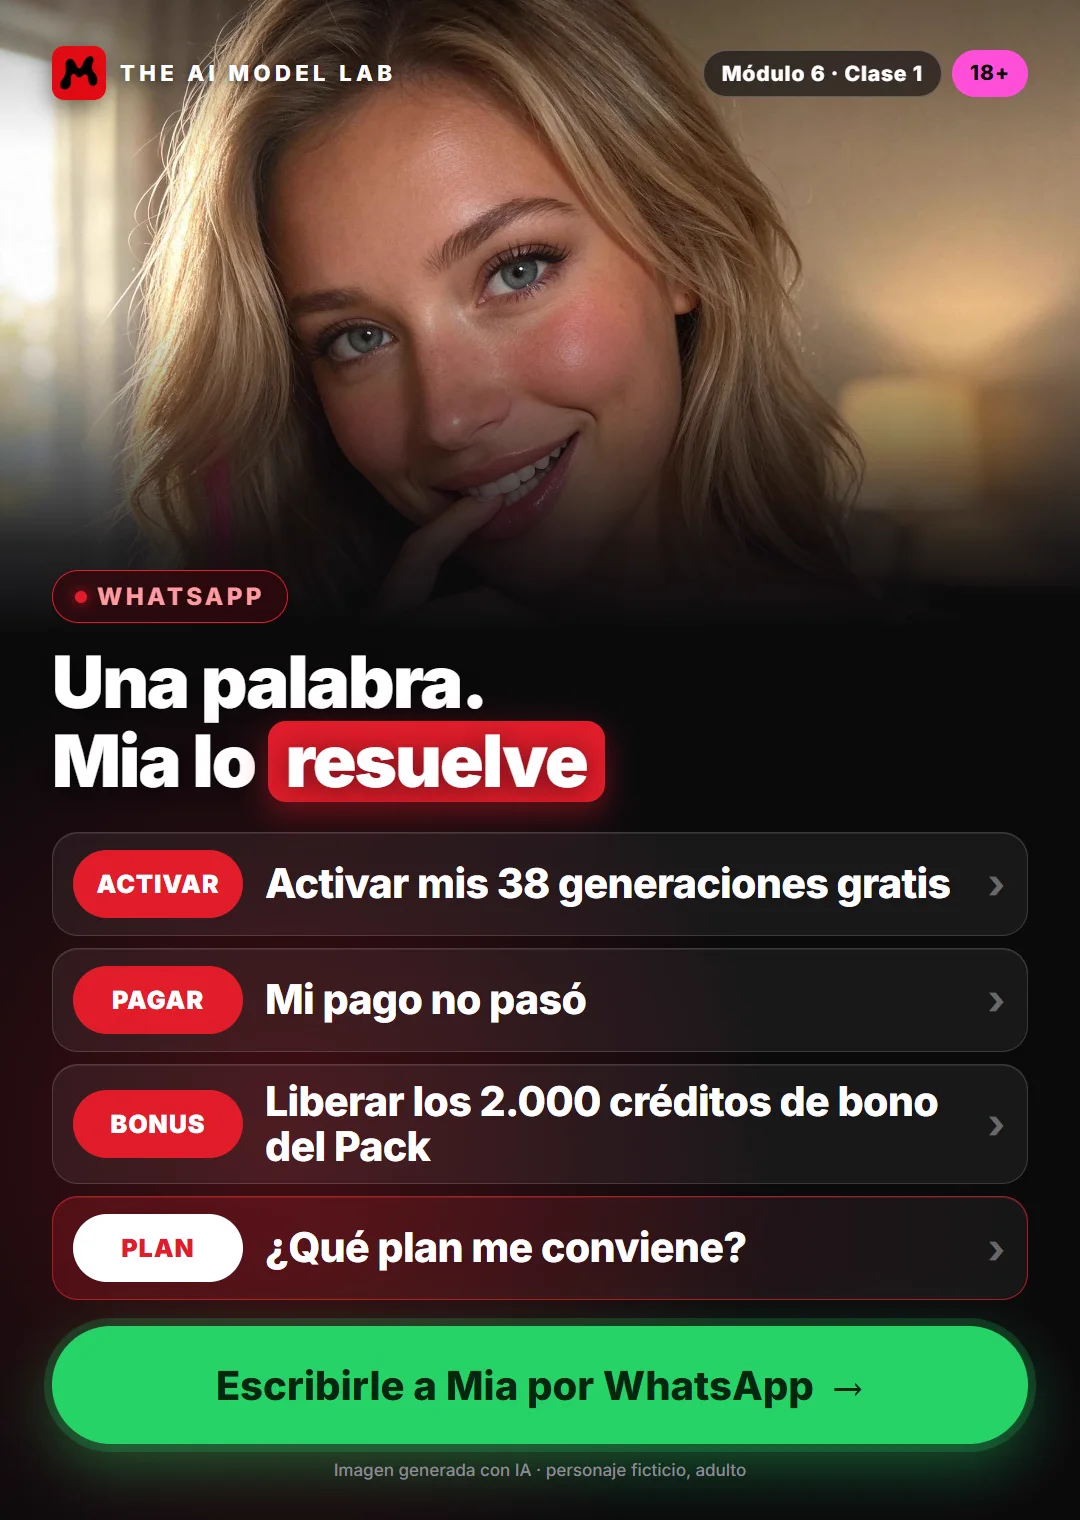 THE AI MODEL LAB
Módulo 6 · Clase 1
18+
WHATSAPP
Una palabra.
Mia lo resuelve
ACTIVAR
Activar mis 38 generaciones gratis
PAGAR
Mi pago no pasó
BONUS
Liberar los 2.000 créditos de bono
del Pack
PLAN
¿Qué plan me conviene?
Escribirle a Mia por WhatsApp →
Imagen generada con IA · personaje ficticio, adulto